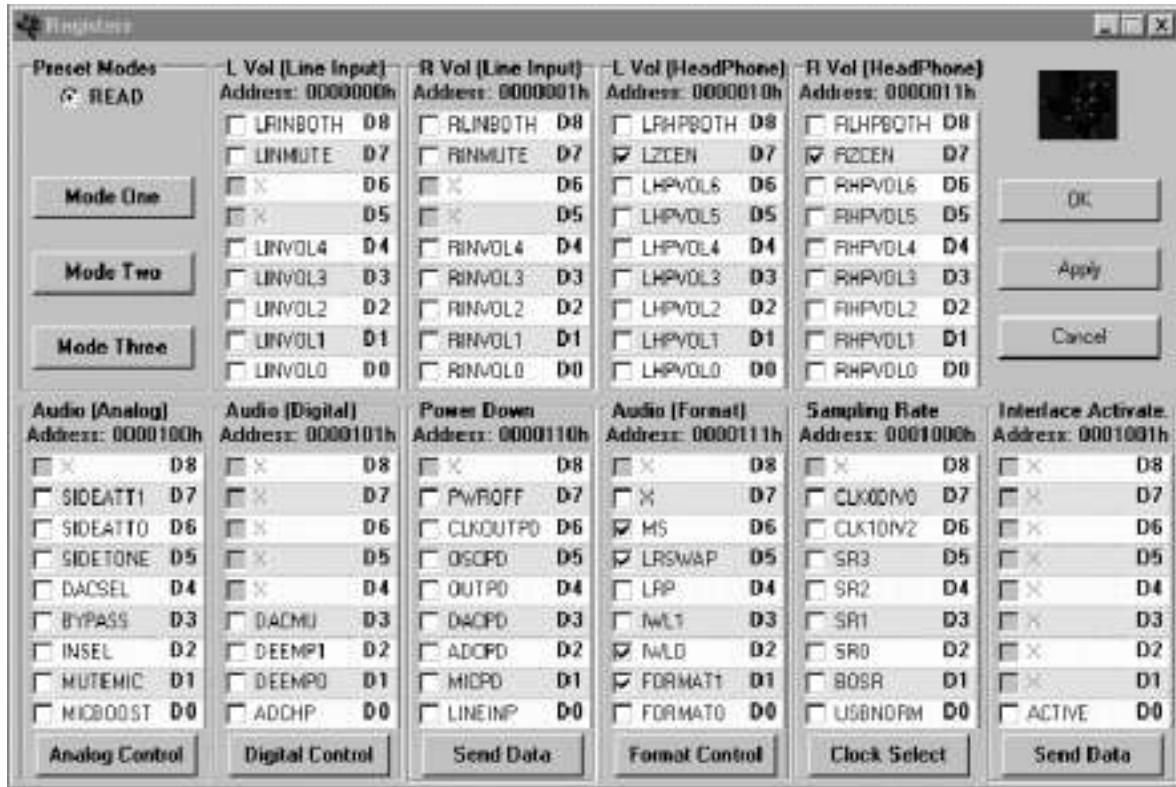 Registers
Preset Modes
READ
Mode One
Mode Two
Mode Three
L Vol (Line Input)
Address: 0000000h
LRINBOTH D8
LINMUTE D7
X D6
X D5
LINVOL4 D4
LINVOL3 D3
LINVOL2 D2
LINVOL1 D1
LINVOL0 D0
R Vol (Line Input)
Address: 0000001h
RLINBOTH D8
RINMUTE D7
X D6
X D5
RINVOL4 D4
RINVOL3 D3
RINVOL2 D2
RINVOL1 D1
RINVOL0 D0
L Vol (HeadPhone)
Address: 0000010h
LRHPBOTH D8
LZCEN D7
LHPVOL6 D6
LHPVOL5 D5
LHPVOL4 D4
LHPVOL3 D3
LHPVOL2 D2
LHPVOL1 D1
LHPVOL0 D0
R Vol (HeadPhone)
Address: 0000011h
RLHPBOTH D8
RZCEN D7
RHPVOL6 D6
RHPVOL5 D5
RHPVOL4 D4
RHPVOL3 D3
RHPVOL2 D2
RHPVOL1 D1
RHPVOL0 D0
OK
Apply
Cancel
Audio (Analog)
Address: 0000100h
X D8
SIDEATT1 D7
SIDEATT0 D6
SIDETONE D5
DACSEL D4
BYPASS D3
INSEL D2
MUTEMIC D1
MICBOOST D0
Analog Control
Audio (Digital)
Address: 0000101h
X D8
X D7
X D6
X D5
X D4
DACMU D3
DEEMP1 D2
DEEMP0 D1
ADCHP D0
Digital Control
Power Down
Address: 0000110h
X D8
PWROFF D7
CLKOUTPD D6
OSCPD D5
OUTPD D4
DACPD D3
ADCPD D2
MICPD D1
LINEINP D0
Send Data
Audio (Format)
Address: 0000111h
X D8
X D7
MS D6
LRSWAP D5
LRP D4
IWL1 D3
IWL0 D2
FORMAT1 D1
FORMAT0 D0
Format Control
Sampling Rate
Address: 0001000h
X D8
CLK0DIV0 D7
CLK1DIV2 D6
SR3 D5
SR2 D4
SR1 D3
SR0 D2
BOSR D1
USBNORM D0
Clock Select
Interface Activate.
Address: 0001001h
X D8
X D7
X D6
X D5
X D4
X D3
X D2
X D1
ACTIVE D0
Send Data